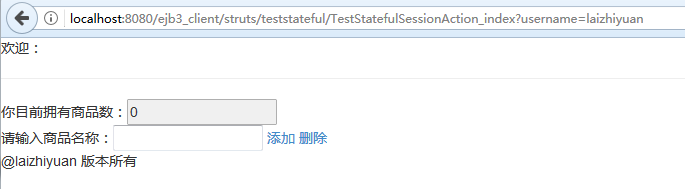 localhost:8080/ejb3_client/struts/teststateful/TestStatefulSessionAction_index?username=laizhiyuan
欢迎：
你目前拥有商品数：0
请输入商品名称： 添加 删除
@laizhiyuan 版本所有